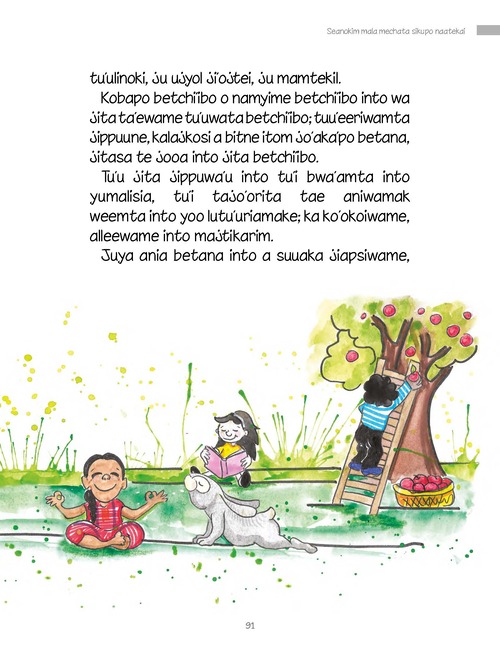 Seanokim mala mechata sikupo naatekai
tu'ulinoki, ju ujyol ji'ojtei, ju mamtekil.
Kobapo betchi'ibo o namyime betchi'ibo into wa
jita ta'ewame tu'uwata betchi'ibo; tuu'eeriwamta
jippuune, kalajkosi a bitne itom jo'aka'po betana,
jitasa te jooa into jita betchi'ibo.
Tu'u jita jippuwa'u into tu'i bwa'amta into
yumalisia, tu'i tajo'orita tae aniwamak
weemta into yoo lutu'uriamake; ka ko'okoiwame,
alleewame into majtikarim.
Juya ania betana into a suuaka jiapsiwame,
91